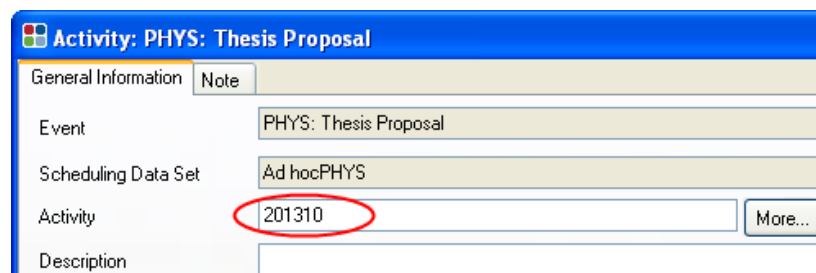 Activity: PHYS: Thesis Proposal
General Information Note
Event PHYS: Thesis Proposal
Scheduling Data Set Ad hocPHYS
Activity 201310 More...
Description